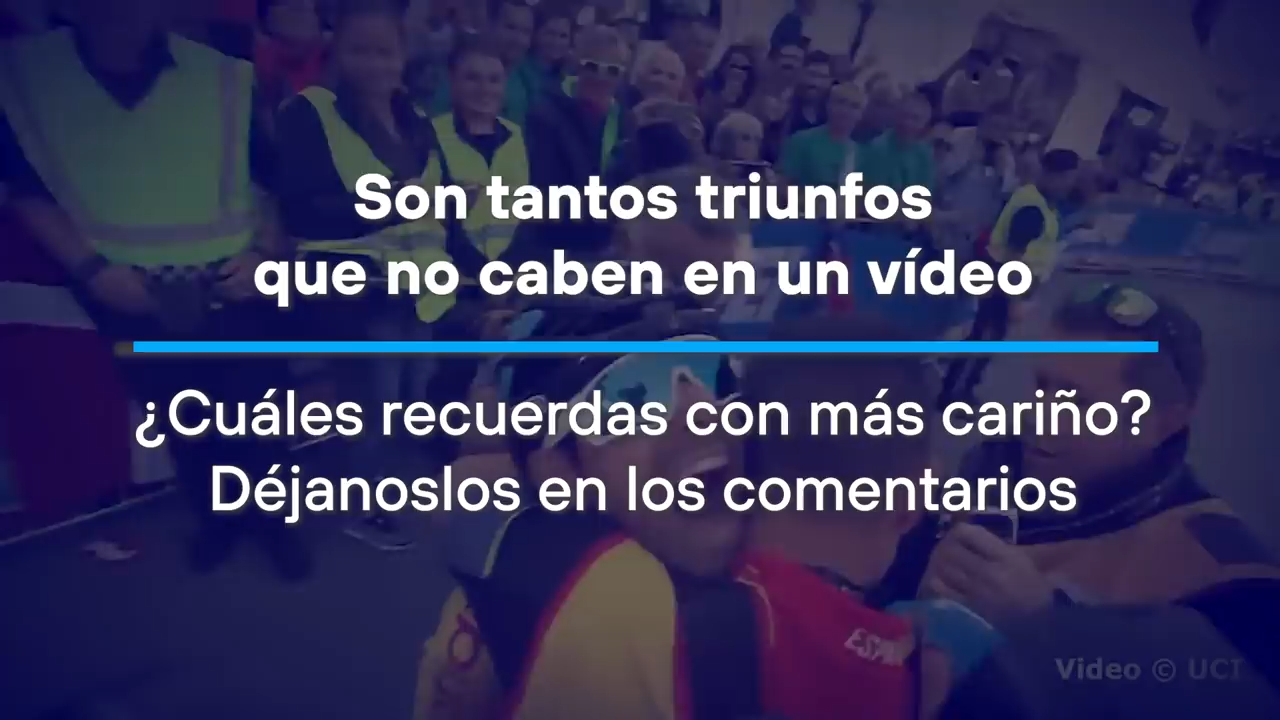 Son tantos triunfos
que no caben en un vídeo
¿Cuáles recuerdas con más cariño?
Déjanoslos en los comentarios
Video © UCI